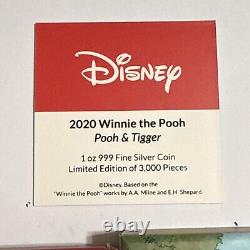 Disney
2020 Winnie the Pooh
Pooh & Tigger
1 oz 999 Fine Silver Coin
Limited Edition of 3,000 Pieces
©Disney. Based on the
"Winnie the Pooh" works by A.A. Milne and E.H. Shepard.